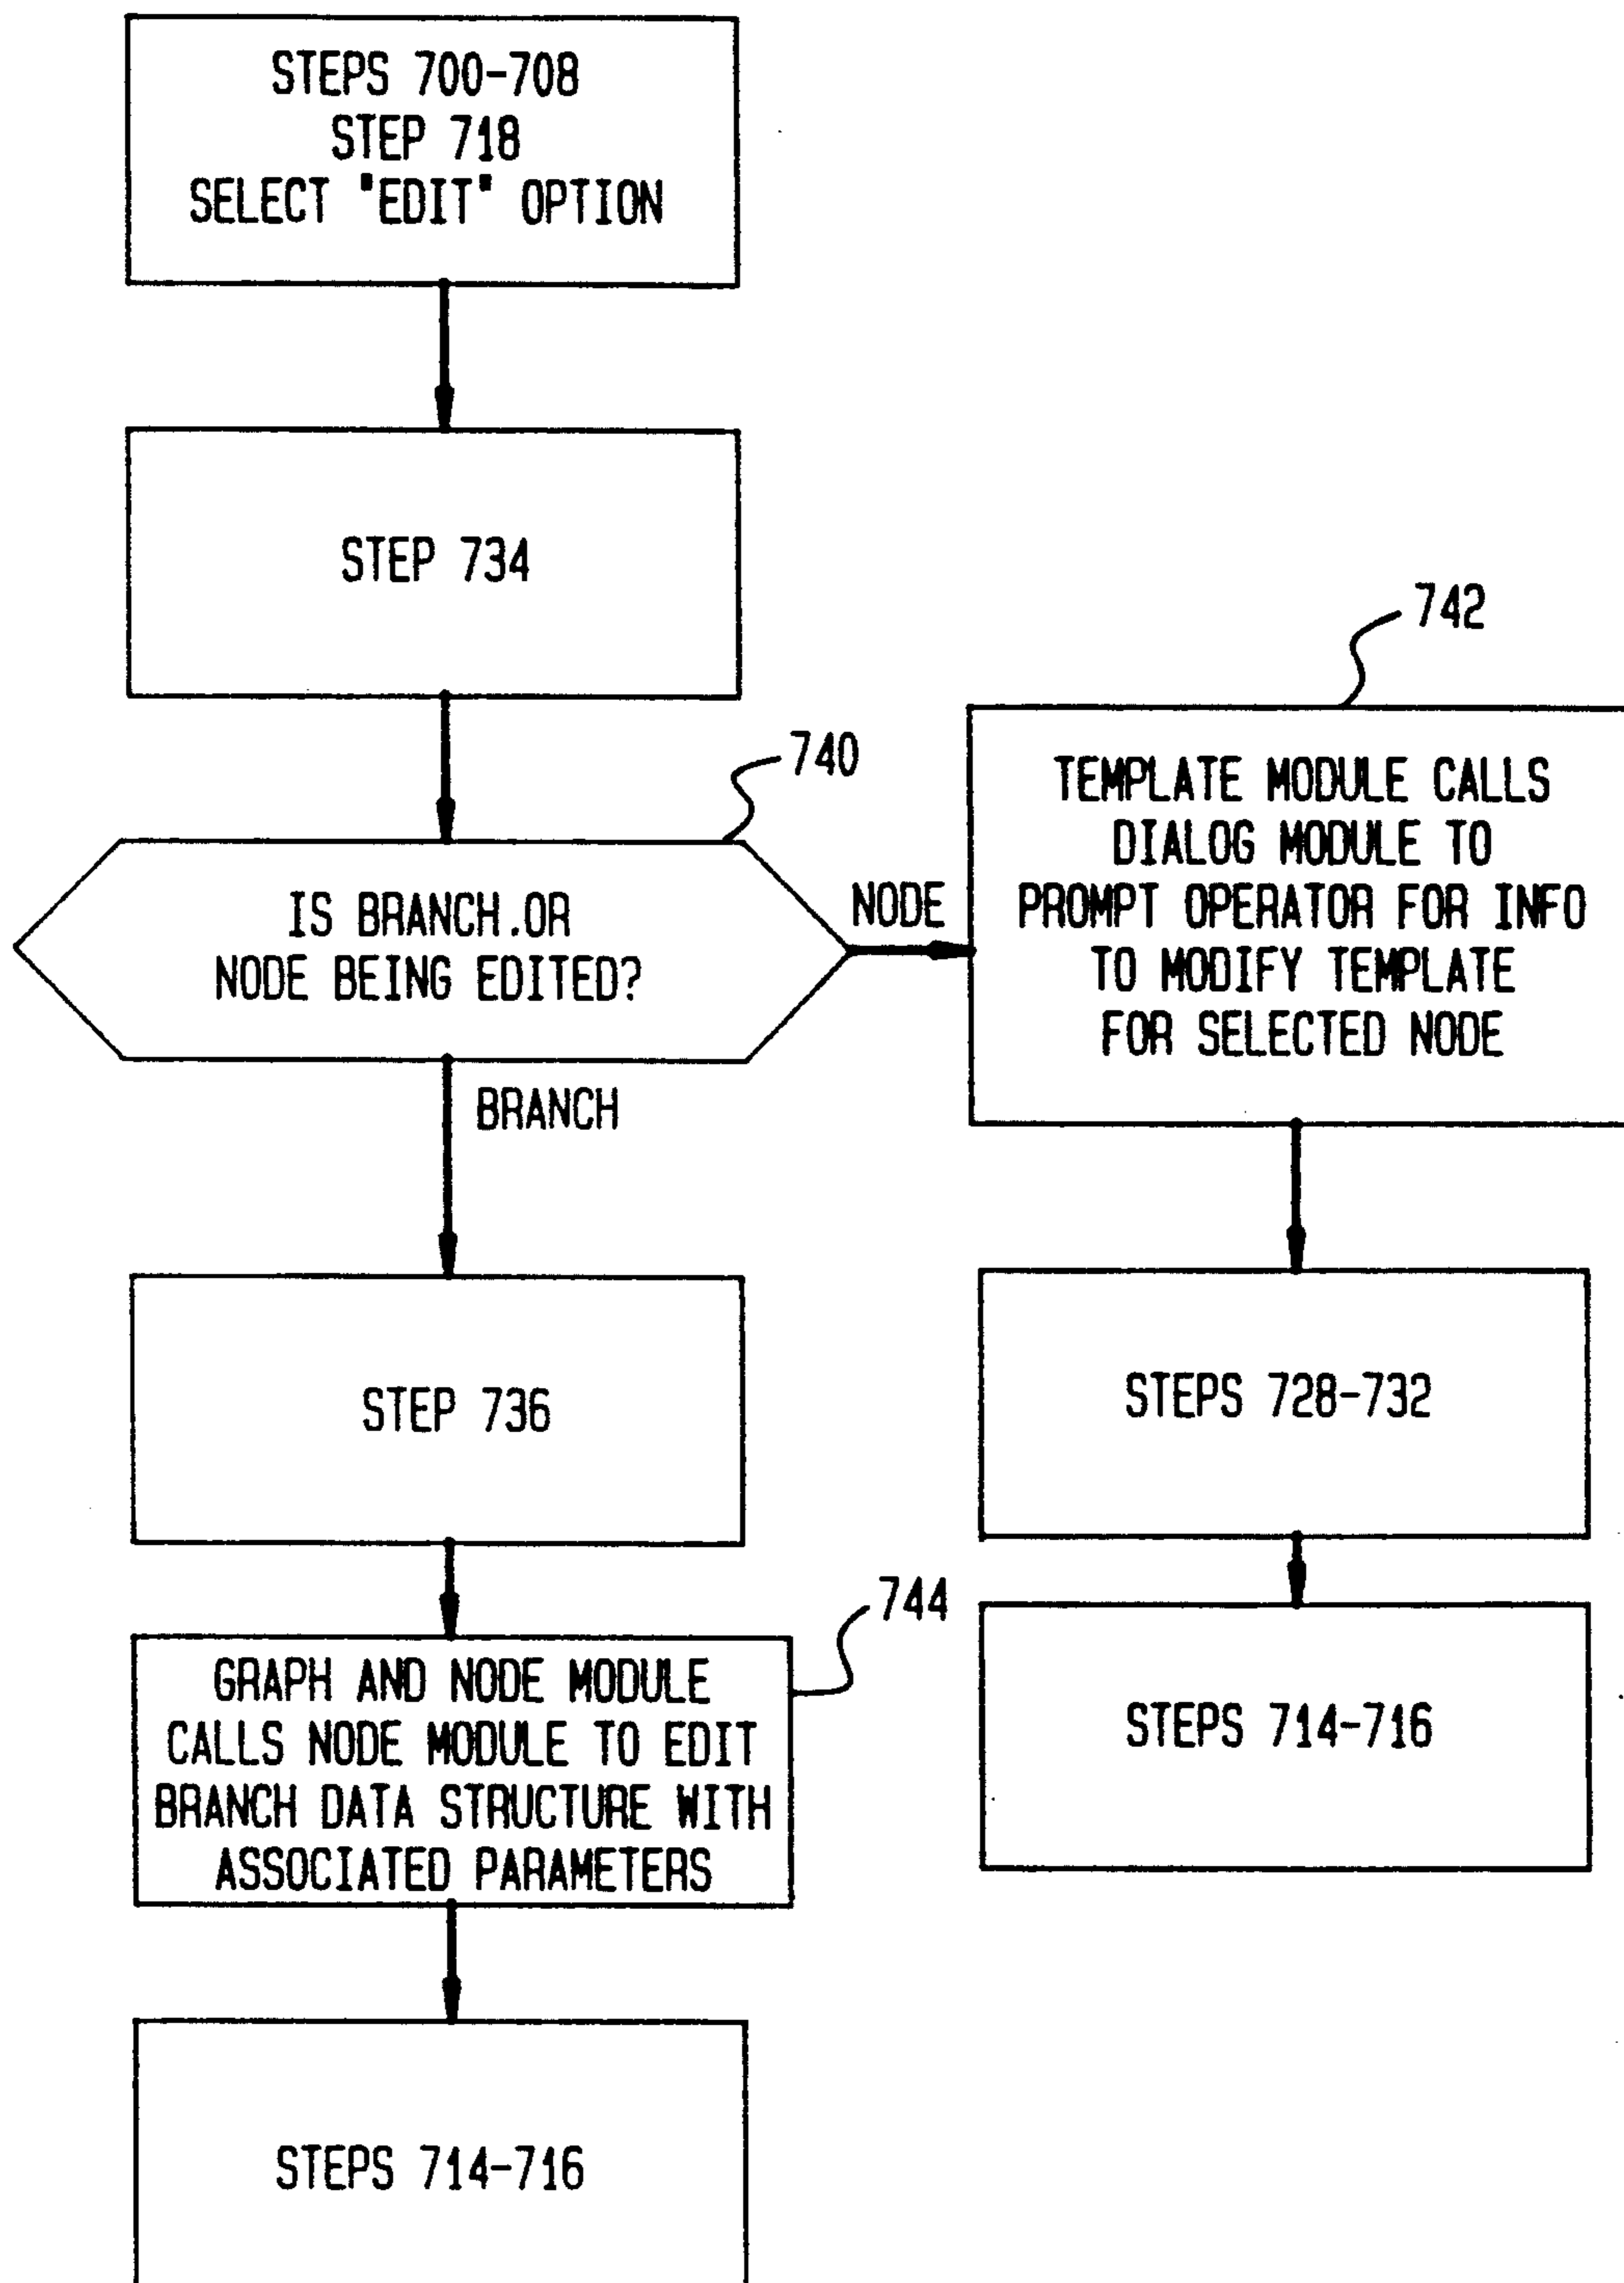 STEPS 700-708
STEP 718
SELECT "EDIT" OPTION
STEP 734
742
740
TEMPLATE MODULE CALLS
DIALOG MODULE TO
PROMPT OPERATOR FOR INFO
TO MODIFY TEMPLATE
FOR SELECTED NODE
IS BRANCH.OR
NODE BEING EDITED?
NODE
BRANCH
STEP 736
STEPS 728-732
744
GRAPH AND NODE MODULE
CALLS NODE MODULE TO EDIT
BRANCH DATA STRUCTURE WITH
ASSOCIATED PARAMETERS
STEPS 714-716
STEPS 714-716